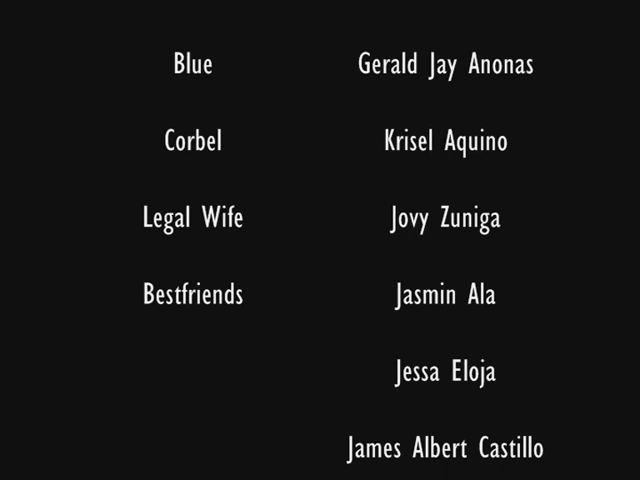 Blue Gerald Jay Anonas
Corbel Krisel Aquino
Legal Wife Jovy Zuniga
Bestfriends Jasmin Ala
Jessa Eloja
James Albert Castillo